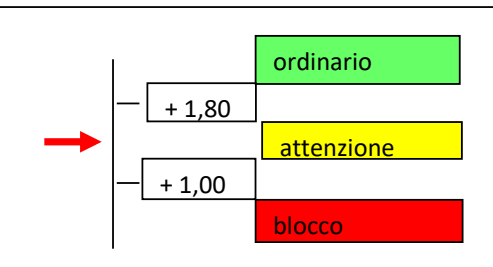 ordinario
+ 1,80
attenzione
+ 1,00
blocco